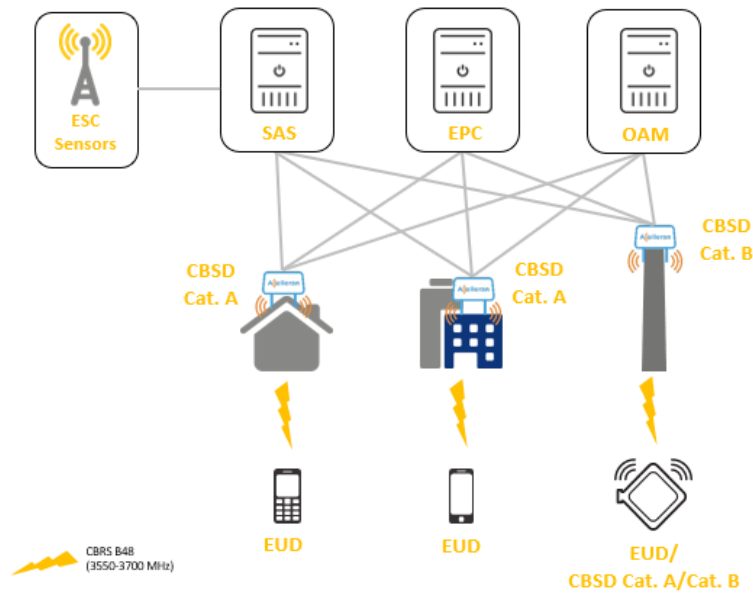 ESC
Sensors
SAS
EPC
OAM
CBSD
Cat. A
CBSD
Cat. A
CBSD
Cat. B
EUD
EUD
EUD/
CBSD Cat. A/Cat. B
CBRS B48
(3550-3700 MHz)